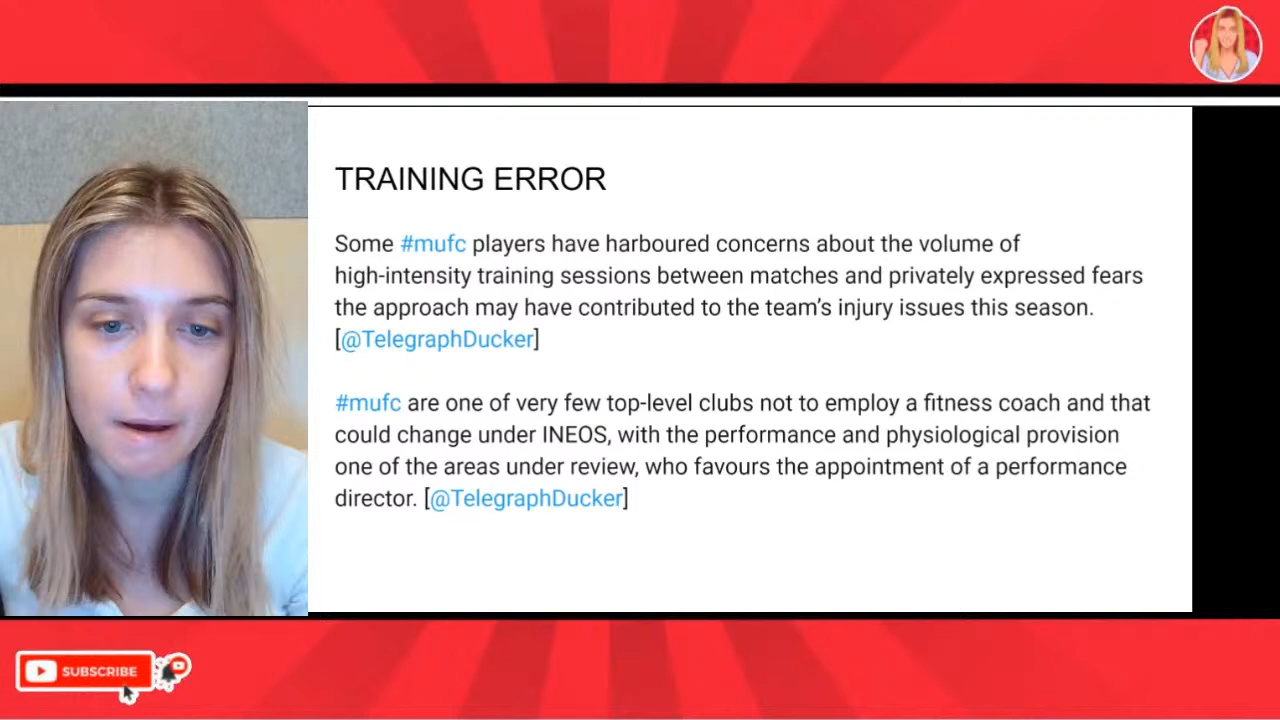 TRAINING ERROR
Some #mufc players have harboured concerns about the volume of
high-intensity training sessions between matches and privately expressed fears
the approach may have contributed to the team’s injury issues this season.
[@TelegraphDucker]
#mufc are one of very few top-level clubs not to employ a fitness coach and that
could change under INEOS, with the performance and physiological provision
one of the areas under review, who favours the appointment of a performance
director. [@TelegraphDucker]
SUBSCRIBE